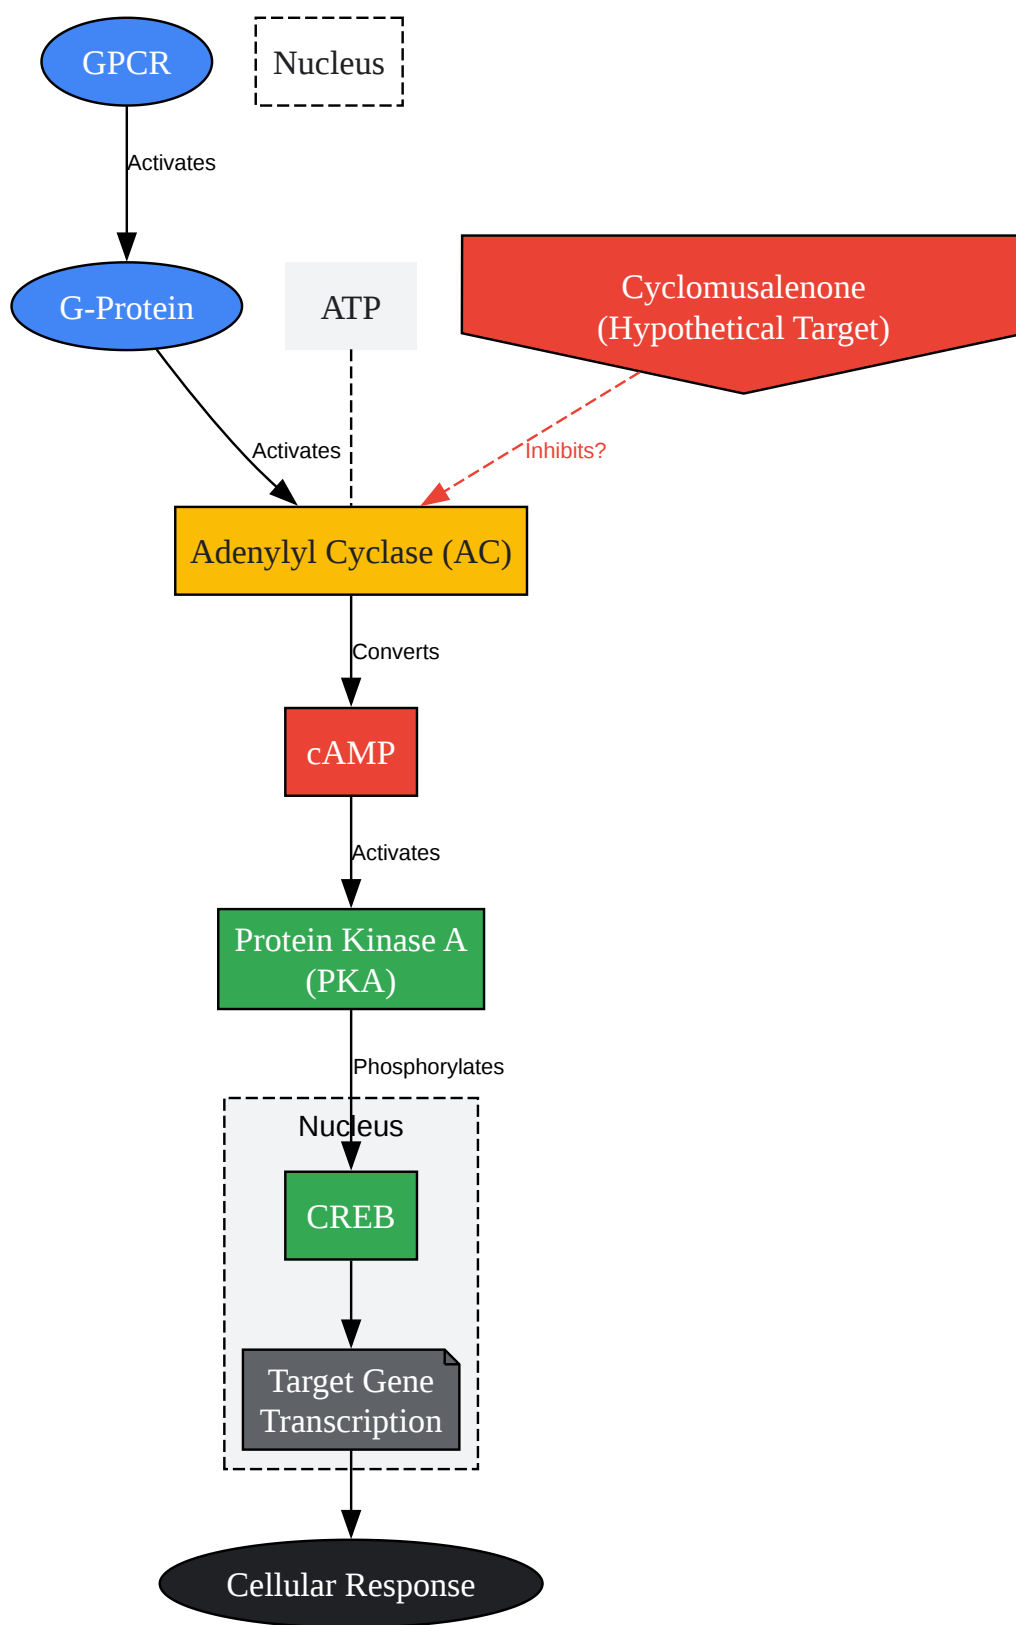 GPCR
Nucleus
Activates
G-Protein
ATP
Cyclomusalenone
(Hypothetical Target)
Activates
Inhibits?
Adenylyl Cyclase (AC)
Converts
cAMP
Activates
Protein Kinase A
(PKA)
Phosphorylates
Nucleus
CREB
Target Gene
Transcription
Cellular Response